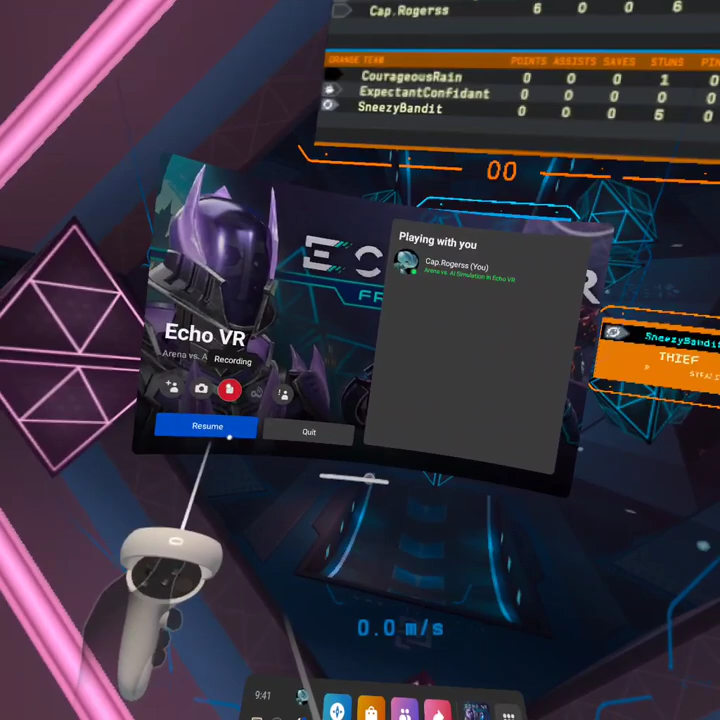 Cap.Rogerss 6 0 0 6
ORANGE TEAM POINTS ASSISTS SAVES STUNS
CourageousRain 0 0 0 1 0
ExpectantConfidant 0 0 0 0 0
SneezyBandit 0 0 0 5 0
00
Playing with you
Cap.Rogerss (You)
Arena vs. AI Simulation in Echo VR
Echo VR
Arena vs. A
Recording
Resume
Quit
SneezyBandit
THIEF
0.0 m/s
9:41